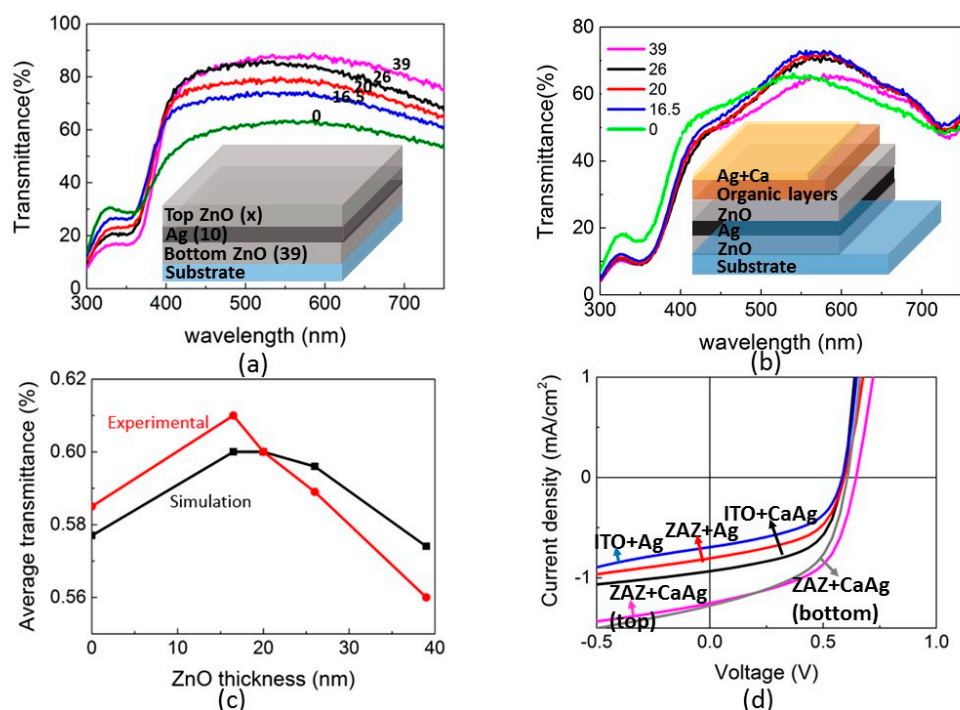 100
80
60
40
20
0
Transmittance(%)
39
26
20
16.5
0
Top ZnO (x)
Ag (10)
Bottom ZnO (39)
Substrate
300 400 500 600 700
wavelength (nm)
(a)
80
60
40
20
0
Transmittance(%)
39
26
20
16.5
0
Ag+Ca
Organic layers
ZnO
Ag
ZnO
Substrate
300 400 500 600 700
wavelength (nm)
(b)
0.62
0.60
0.58
0.56
Average transmittance (%)
Experimental
Simulation
0 10 20 30 40
ZnO thickness (nm)
(c)
1
0
-1
Current density (mA/cm²)
ITO+CaAg
ZAZ+Ag
ITO+Ag
ZAZ+CaAg
(top)
ZAZ+CaAg
(bottom)
-0.5 0.0 0.5 1.0
Voltage (V)
(d)